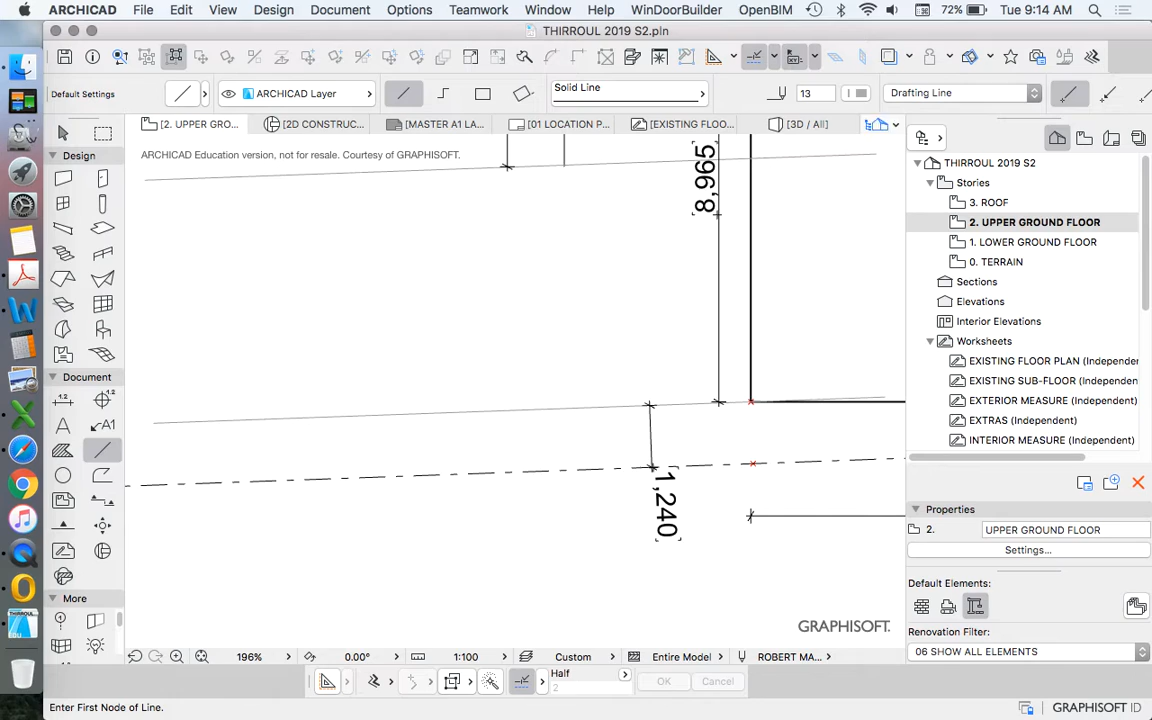 ARCHICAD File Edit View Design Document Options Teamwork Window Help WinDoorBuilder OpenBIM 72% Tue 9:14 AM
THIRROUL 2019 S2.pln
Default Settings
ARCHICAD Layer
Solid Line
13
Drafting Line
[2. UPPER GRO...
[2D CONSTRUC...
[MASTER A1 LA...
[01 LOCATION P...
[EXISTING FLOO...
[3D / All]
ARCHICAD Education version, not for resale. Courtesy of GRAPHISOFT.
Design
Document
More
8,965
1,240
GRAPHISOFT.
THIRROUL 2019 S2
Stories
3. ROOF
2. UPPER GROUND FLOOR
1. LOWER GROUND FLOOR
0. TERRAIN
Sections
Elevations
Interior Elevations
Worksheets
EXISTING FLOOR PLAN (Independer
EXISTING SUB-FLOOR (Independer
EXTERIOR MEASURE (Independent
EXTRAS (Independent)
INTERIOR MEASURE (Independent)
Properties
2. UPPER GROUND FLOOR
Settings...
Default Elements:
Renovation Filter:
06 SHOW ALL ELEMENTS
196% 0.00° 1:100 Custom Entire Model ROBERT MA...
Half
2
OK Cancel
Enter First Node of Line.
GRAPHISOFT ID